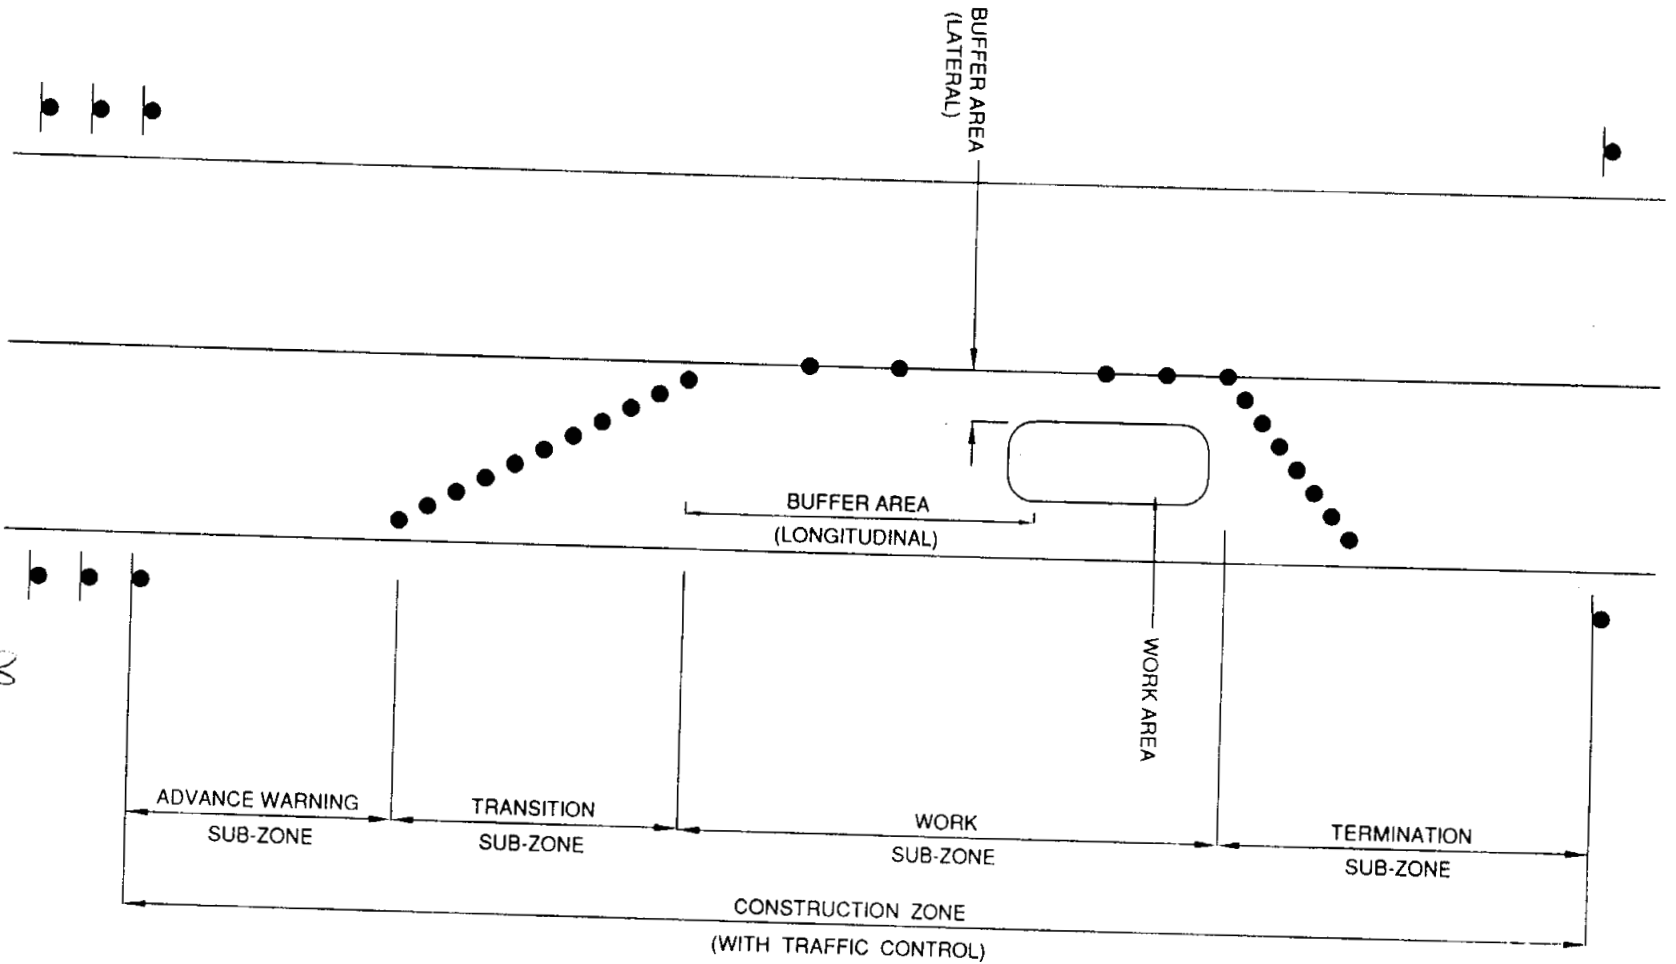 BUFFER AREA
(LATERAL)
BUFFER AREA
(LONGITUDINAL)
WORK AREA
ADVANCE WARNING
SUB-ZONE
TRANSITION
SUB-ZONE
WORK
SUB-ZONE
TERMINATION
SUB-ZONE
CONSTRUCTION ZONE
(WITH TRAFFIC CONTROL)